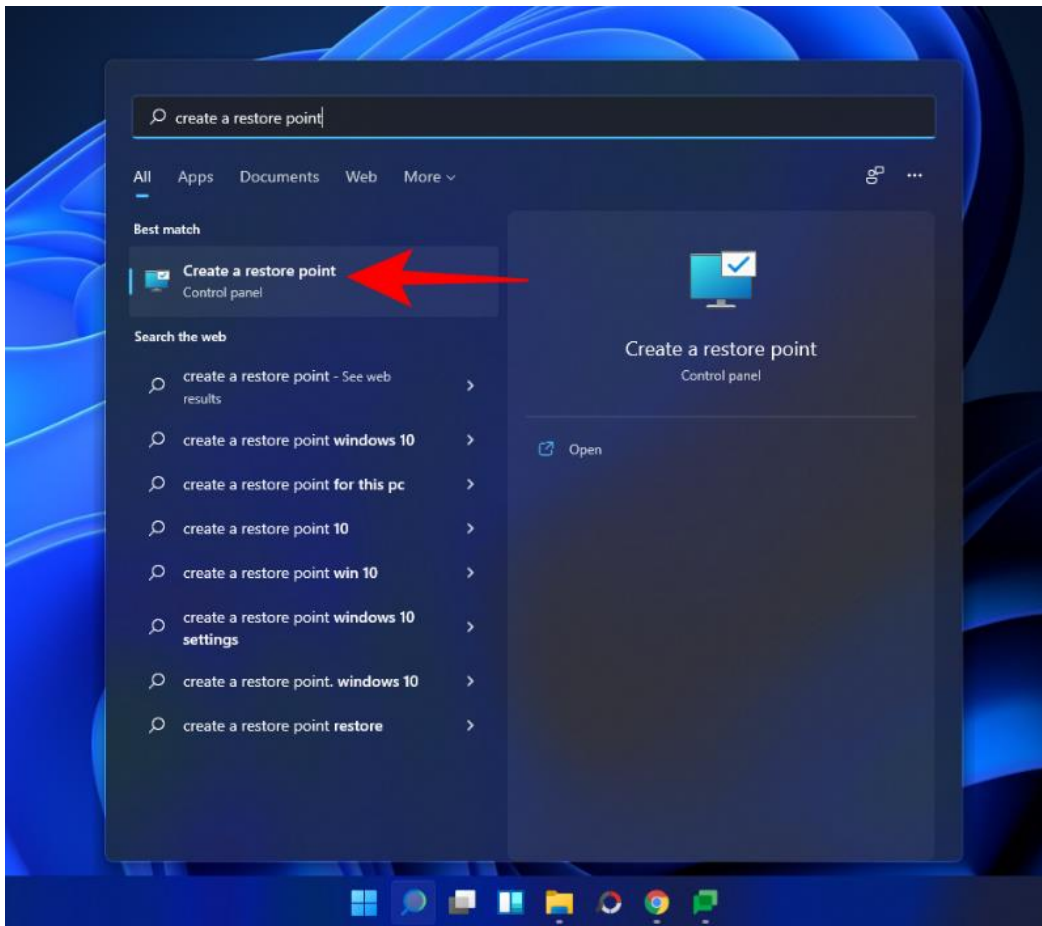 create a restore point
All Apps Documents Web More
Best match
Create a restore point
Control panel
Search the web
create a restore point - See web
results
create a restore point windows 10
create a restore point for this pc
create a restore point 10
create a restore point win 10
create a restore point windows 10
settings
create a restore point. windows 10
create a restore point restore
Create a restore point
Control panel
Open